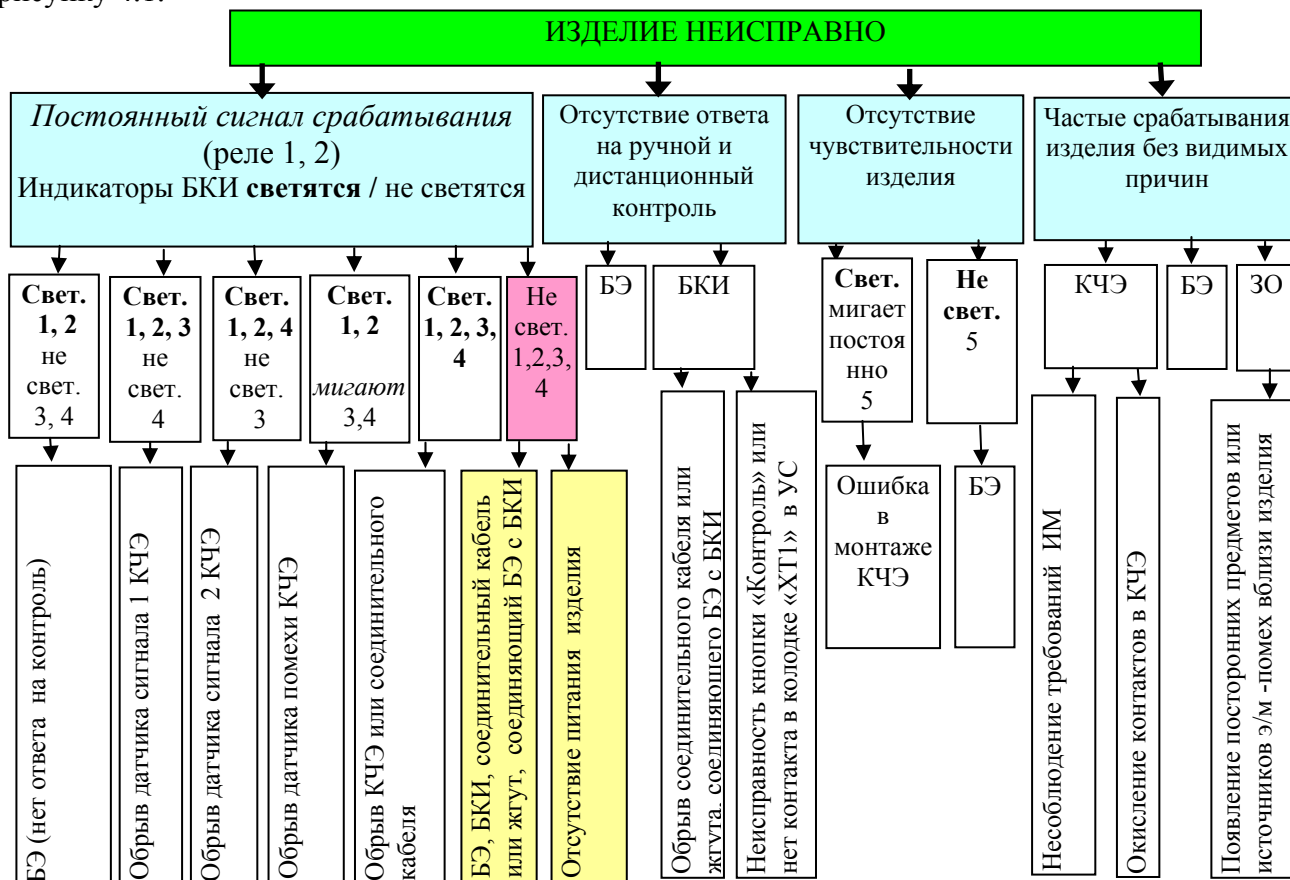 рисунку 4.1.
ИЗДЕЛИЕ НЕИСПРАВНО
Постоянный сигнал срабатывания
(реле 1, 2)
Индикаторы БКИ светятся / не светятся
Отсутствие ответа
на ручной и
дистанционный
контроль
Отсутствие
чувствительности
изделия
Частые срабатывания
изделия без видимых
причин
Свет.
1, 2
не
свет.
3, 4
Свет.
1, 2, 3
не
свет.
4
Свет.
1, 2, 4
не
свет.
3
Свет.
1, 2
мигают
3,4
Свет.
1, 2, 3,
4
Не
свет.
1,2,3,
4
БЭ
БКИ
Свет.
мигает
постоя
нно
5
Не
свет.
5
КЧЭ
БЭ
ЗО
БЭ (нет ответа на контроль)
Обрыв датчика сигнала 1 КЧЭ
Обрыв датчика сигнала 2 КЧЭ
Обрыв датчика помехи КЧЭ
Обрыв КЧЭ или соединительного
кабеля
БЭ, БКИ, соединительный кабель
или жгут, соединяющий БЭ с БКИ
Отсутствие питания изделия
Обрыв соединительного кабеля или
жгута, соединяющего БЭ с БКИ
Неисправность кнопки «Контроль» или
нет контакта в колодке «ХТ1» в УС
Ошибка
в
монтаже
КЧЭ
БЭ
Несоблюдение требований ИМ
Окисление контактов в КЧЭ
Появление посторонних предметов или
источников э/м -помех вблизи изделия